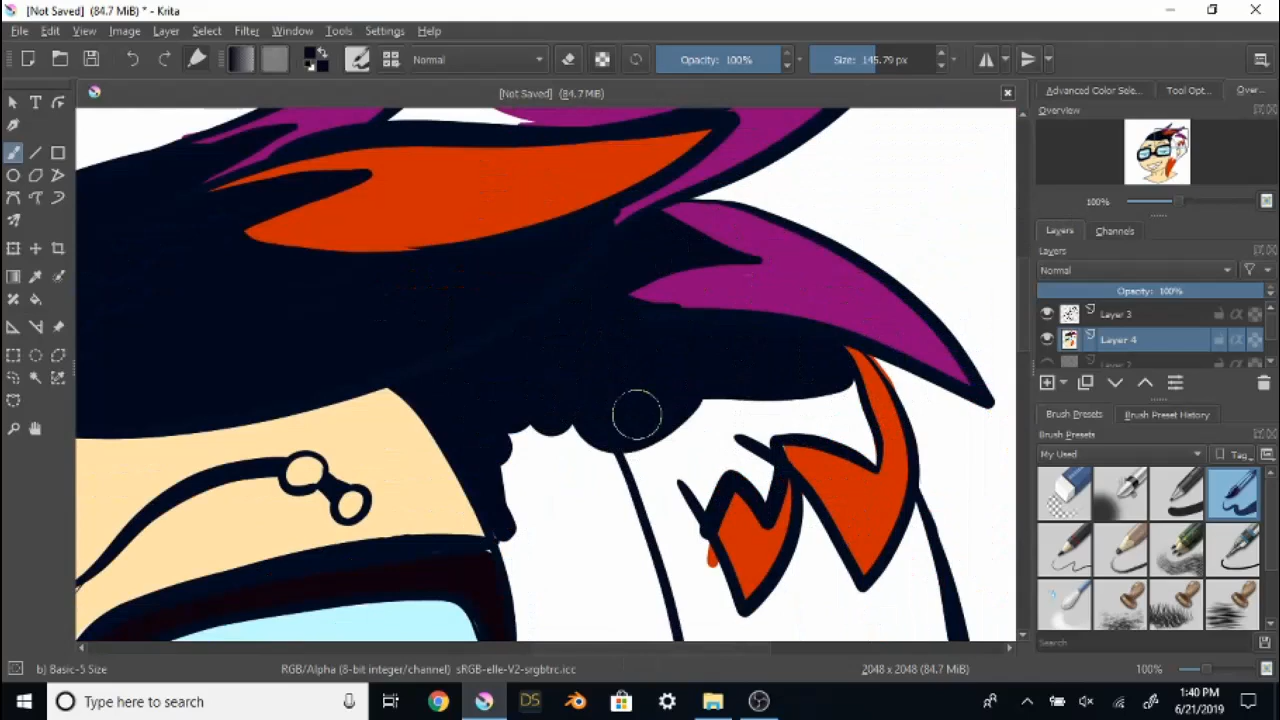 [Not Saved] (84.7 MiB) * - Krita
File Edit View Image Layer Select Filter Tools Settings Window Help
Normal
Opacity: 100%
Size: 145.79 px
[Not Saved] (84.7 MiB)
Advanced Color Sele... Tool Opt... Over...
Overview
100%
Layers Channels
Layers
Normal
Opacity: 100%
Layer 3
Layer 4
Brush Presets Brush Preset History
Brush Presets
My Used
Tag
Search
b) Basic-5 Size
RGB/Alpha (8-bit integer/channel) sRGB-elle-V2-srgbtrc.icc
2048 x 2048 (84.7 MiB)
100%
Type here to search
DS
1:40 PM
6/21/2019